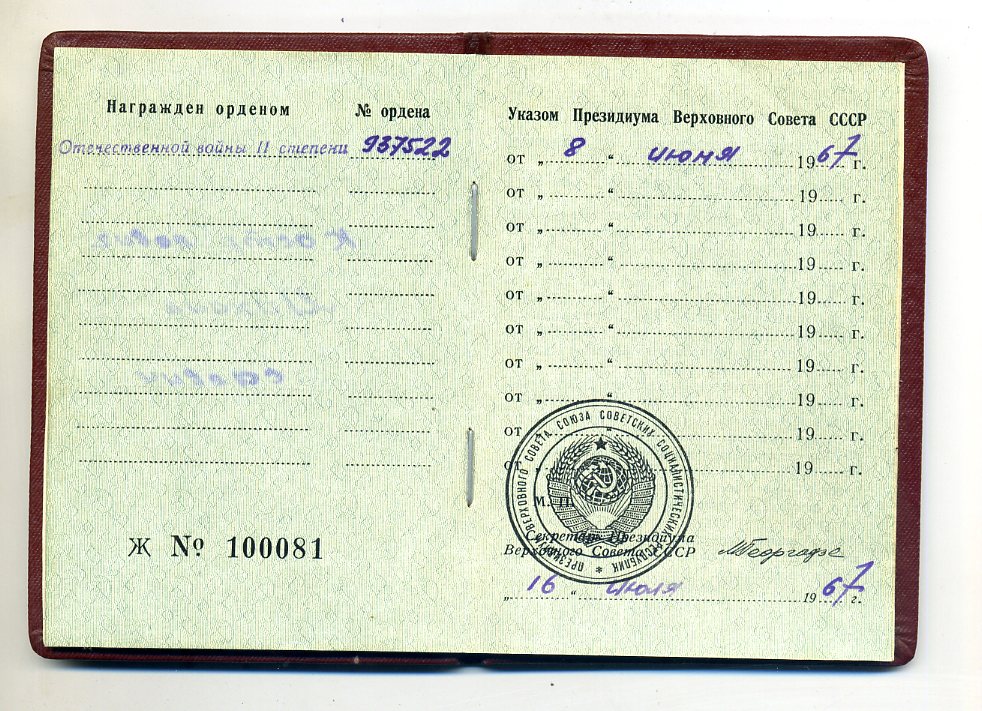 Награжден орденом № ордена
Отечественной войны II степени 937522
Ж № 100081
Указом Президиума Верховного Совета СССР
от „ 8 “ июня 1967 г.
от „ “ 19 г.
от „ “ 19 г.
от „ “ 19 г.
от „ “ 19 г.
от „ “ 19 г.
от „ “ 19 г.
от „ “ 19 г.
от „ “ 19 г.
от „ “ 19 г.
ПРЕЗИДИУМ ВЕРХОВНОГО СОВЕТА СОЮЗА СОВЕТСКИХ СОЦИАЛИСТИЧЕСКИХ РЕСПУБЛИК *
М. П.
Секретарь Президиума
Верховного Совета СССР МГеоргадзе
„ 16 “ июля 1967 г.